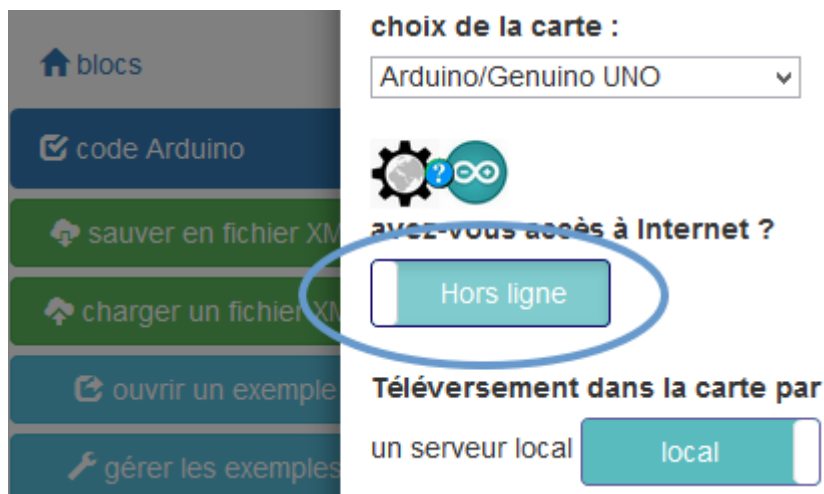 blocs
code Arduino
sauver en fichier XM
charger un fichier XM
ouvrir un exemple
gérer les exemples
choix de la carte :
Arduino/Genuino UNO
?
avez-vous accès à Internet ?
Hors ligne
Téléversement dans la carte par
un serveur local local